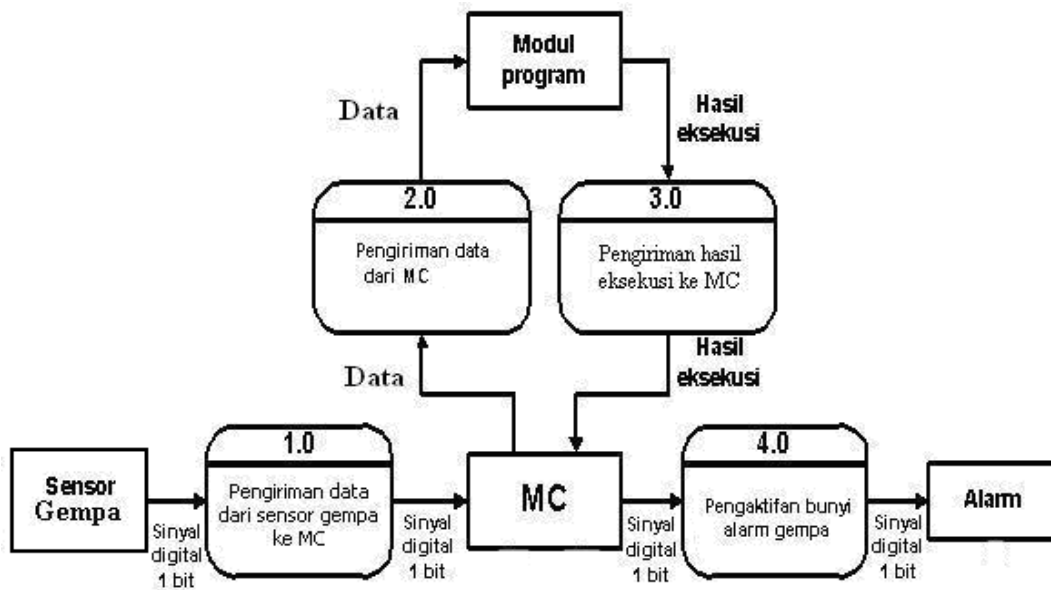 Modul
program
Data
Hasil
eksekusi
2.0
Pengiriman data
dari MC
3.0
Pengiriman hasil
eksekusi ke MC
Data
Hasil
eksekusi
Sensor
Gempa
Sinyal
digital
1 bit
1.0
Pengiriman data
dari sensor gempa
ke MC
Sinyal
digital
1 bit
MC
Sinyal
digital
1 bit
4.0
Pengaktifan bunyi
alarm gempa
Sinyal
digital
1 bit
Alarm